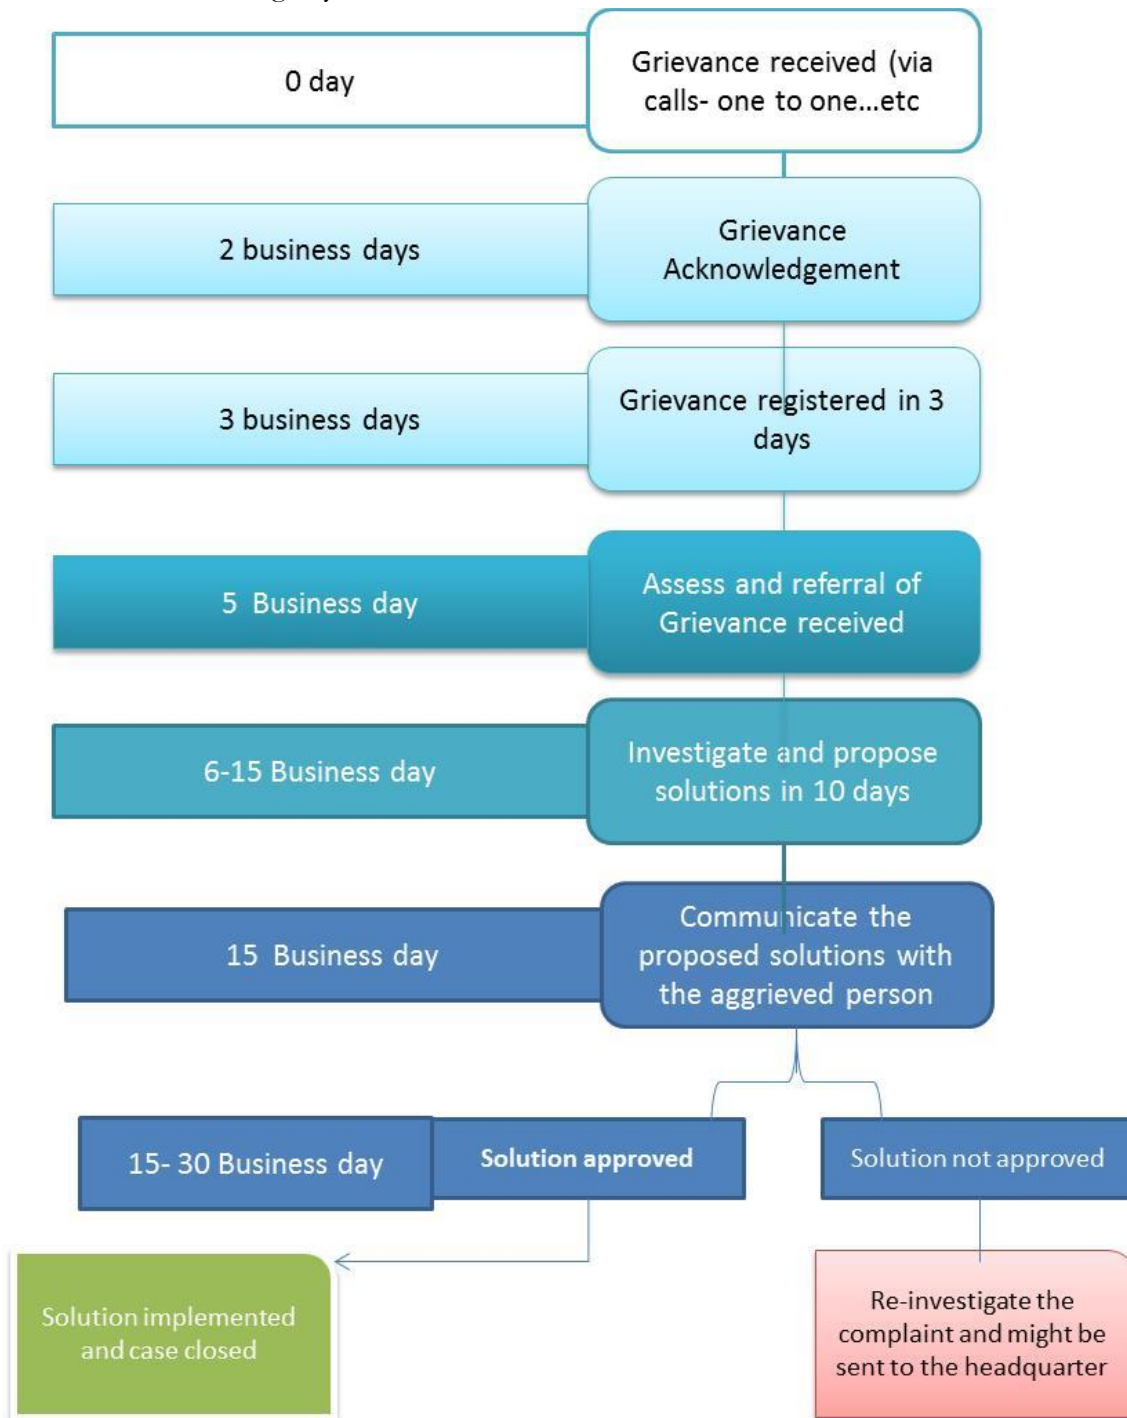 0 day
Grievance received (via
calls- one to one...etc
2 business days
Grievance
Acknowledgement
3 business days
Grievance registered in 3
days
5 Business day
Assess and referral of
Grievance received
6-15 Business day
Investigate and propose
solutions in 10 days
15 Business day
Communicate the
proposed solutions with
the aggrieved person
15- 30 Business day
Solution approved
Solution not approved
Solution implemented
and case closed
Re-investigate the
complaint and might be
sent to the headquarter